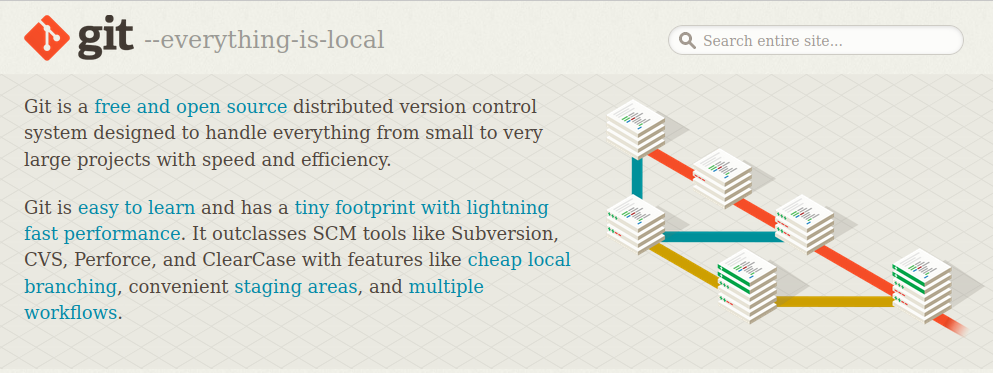 git --everything-is-local
Search entire site...
Git is a free and open source distributed version control
system designed to handle everything from small to very
large projects with speed and efficiency.
Git is easy to learn and has a tiny footprint with lightning
fast performance. It outclasses SCM tools like Subversion,
CVS, Perforce, and ClearCase with features like cheap local
branching, convenient staging areas, and multiple
workflows.